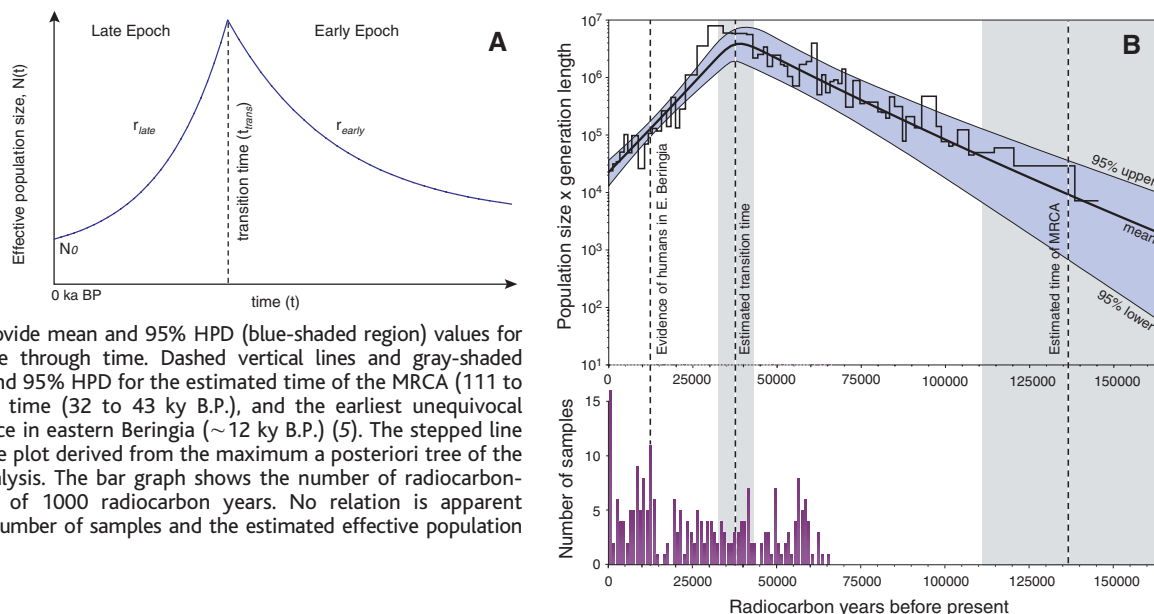 A
Late Epoch
Early Epoch
Effective population size, N(t)
r_late
transition time (t_trans)
r_early
N0
0 ka BP
time (t)
ovide mean and 95% HPD (blue-shaded region) values for
e through time. Dashed vertical lines and gray-shaded
nd 95% HPD for the estimated time of the MRCA (111 to
time (32 to 43 ky B.P.), and the earliest unequivocal
ce in eastern Beringia (~12 ky B.P.) (5). The stepped line
e plot derived from the maximum a posteriori tree of the
alysis. The bar graph shows the number of radiocarbon-
of 1000 radiocarbon years. No relation is apparent
umber of samples and the estimated effective population
B
Population size x generation length
10^7
10^6
10^5
10^4
10^3
10^2
10^1
Evidence of humans in E. Beringia
Estimated transition time
Estimated time of MRCA
95% upper
mean
95% lower
0 25000 50000 75000 100000 125000 150000
Number of samples
15
10
5
0
0 25000 50000 75000 100000 125000 150000
Radiocarbon years before present